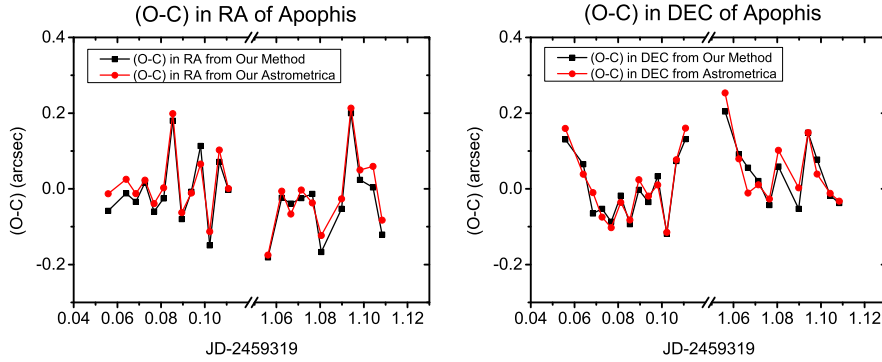 (O-C) in RA of Apophis
(O-C) in RA from Our Method
(O-C) in RA from Our Astrometrica
(O-C) (arcsec)
0.4
0.2
0.0
-0.2
0.04 0.06 0.08 0.10 1.06 1.08 1.10 1.12
JD-2459319
(O-C) in DEC of Apophis
(O-C) in DEC from Our Method
(O-C) in DEC from Astrometrica
(O-C) (arcsec)
0.4
0.2
0.0
-0.2
0.04 0.06 0.08 0.10 1.06 1.08 1.10 1.12
JD-2459319